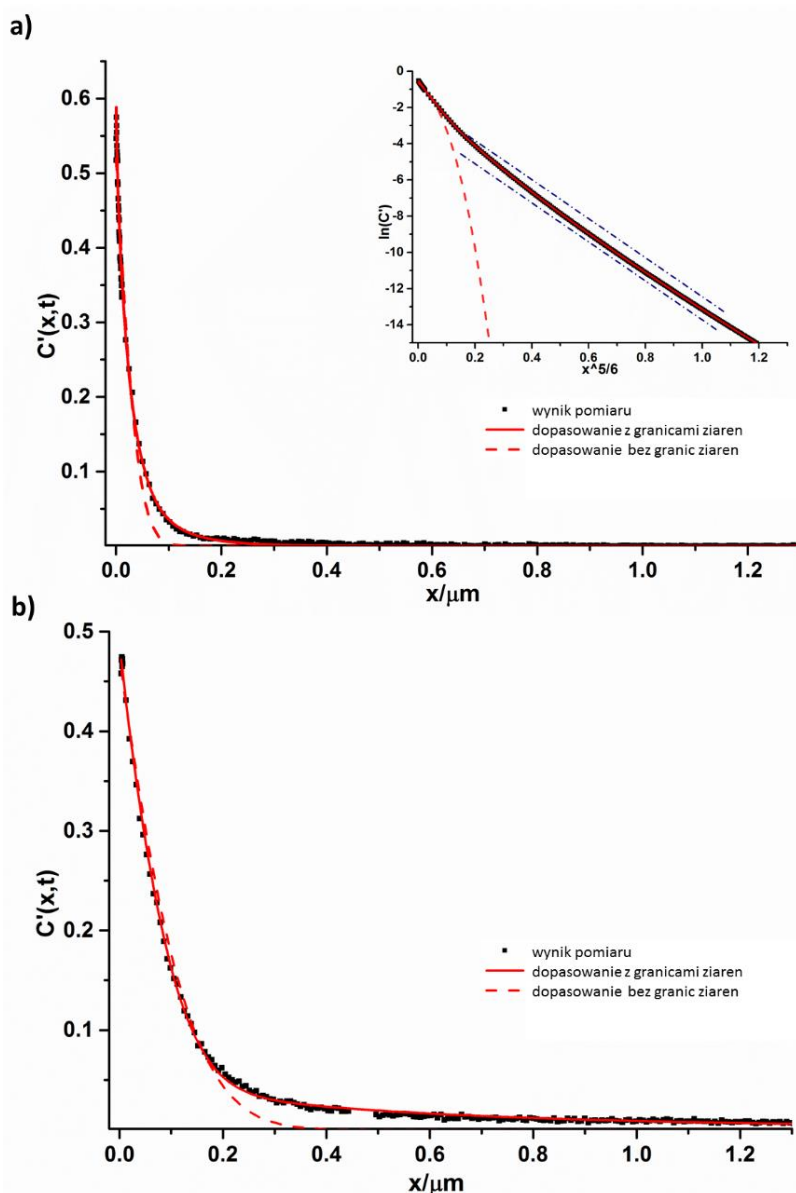 a)
0.6
0.5
0.4
0.3
0.2
0.1
C'(x,t)
0.0 0.2 0.4 0.6 0.8 1.0 1.2
x/μm
0
-2
-4
-6
-8
-10
-12
-14
ln(C')
0.0 0.2 0.4 0.6 0.8 1.0 1.2
x^5/6
wynik pomiaru
dopasowanie z granicami ziaren
dopasowanie bez granic ziaren
b)
0.5
0.4
0.3
0.2
0.1
C'(x,t)
wynik pomiaru
dopasowanie z granicami ziaren
dopasowanie bez granic ziaren
0.0 0.2 0.4 0.6 0.8 1.0 1.2
x/μm